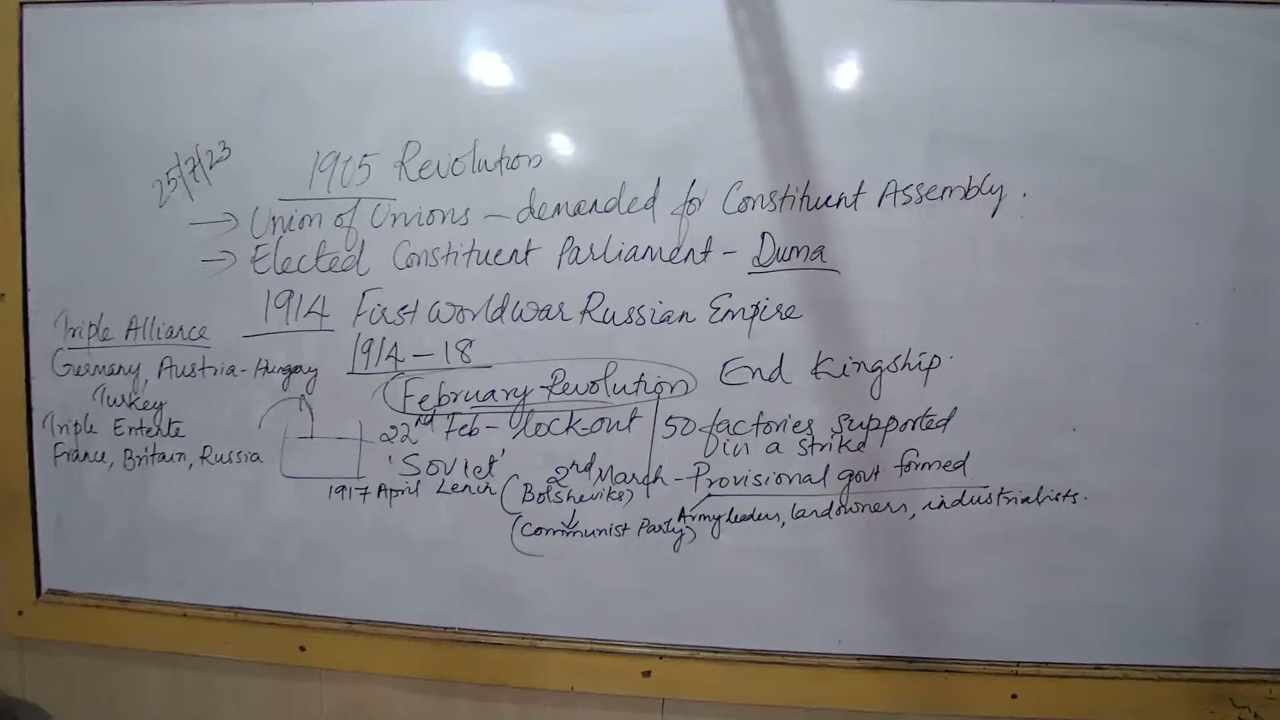 25/7/23
1905 Revolution
→ Union of Unions - demanded for Constituent Assembly.
→ Elected Constituent Parliament - Duma
1914 First World War Russian Empire
1914-18
Triple Alliance
Germany, Austria-Hungay
Turkey
Triple Entente
France, Britain, Russia
February Revolution End Kingship.
22nd Feb - lock-out 50 factories supported
in a strike
'Soviet' 2nd March - Provisional govt formed
Army leaders, landowners, industrialists.
1917 April Lenin (Bolsheviks)
(Communist Party)